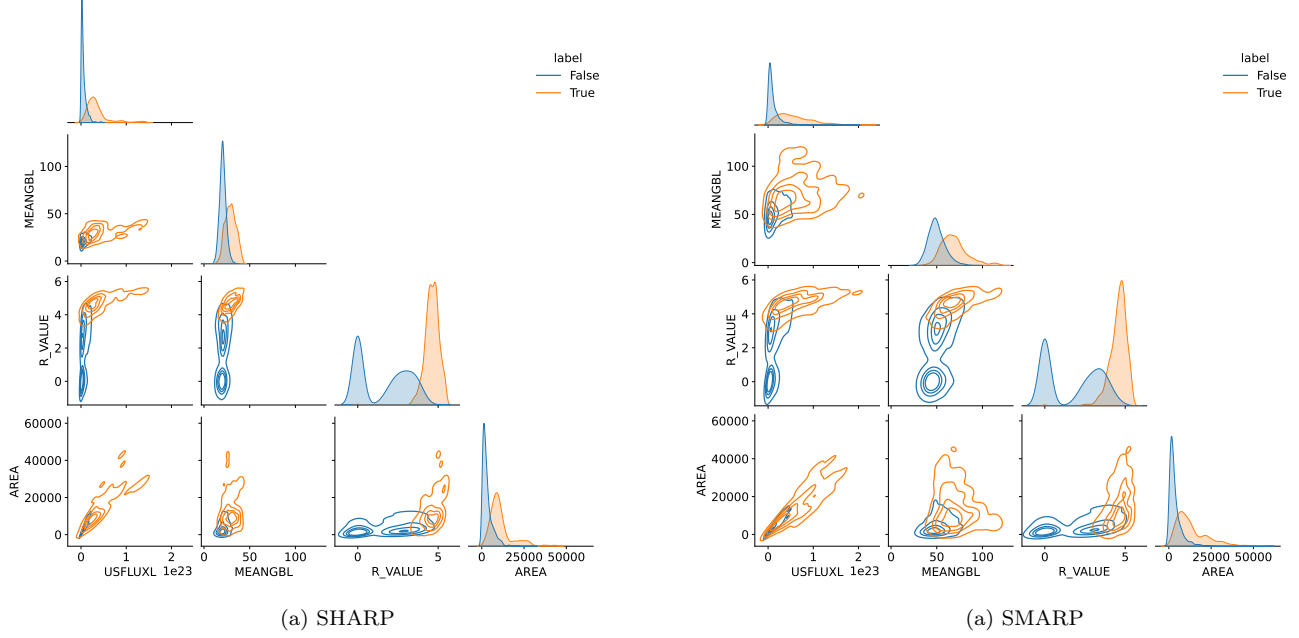 label
False
True
label
False
True
MEANGBL
100
50
0
MEANGBL
100
50
0
R_VALUE
6
4
2
0
R_VALUE
6
4
2
0
AREA
60000
40000
20000
0
AREA
60000
40000
20000
0
0 1 2 0 50 100 0 5 0 25000 50000
USFLUXL 1e23 MEANGBL R_VALUE AREA
0 1 2 0 50 100 0 5 0 25000 50000
USFLUXL 1e23 MEANGBL R_VALUE AREA
(a) SHARP
(a) SMARP